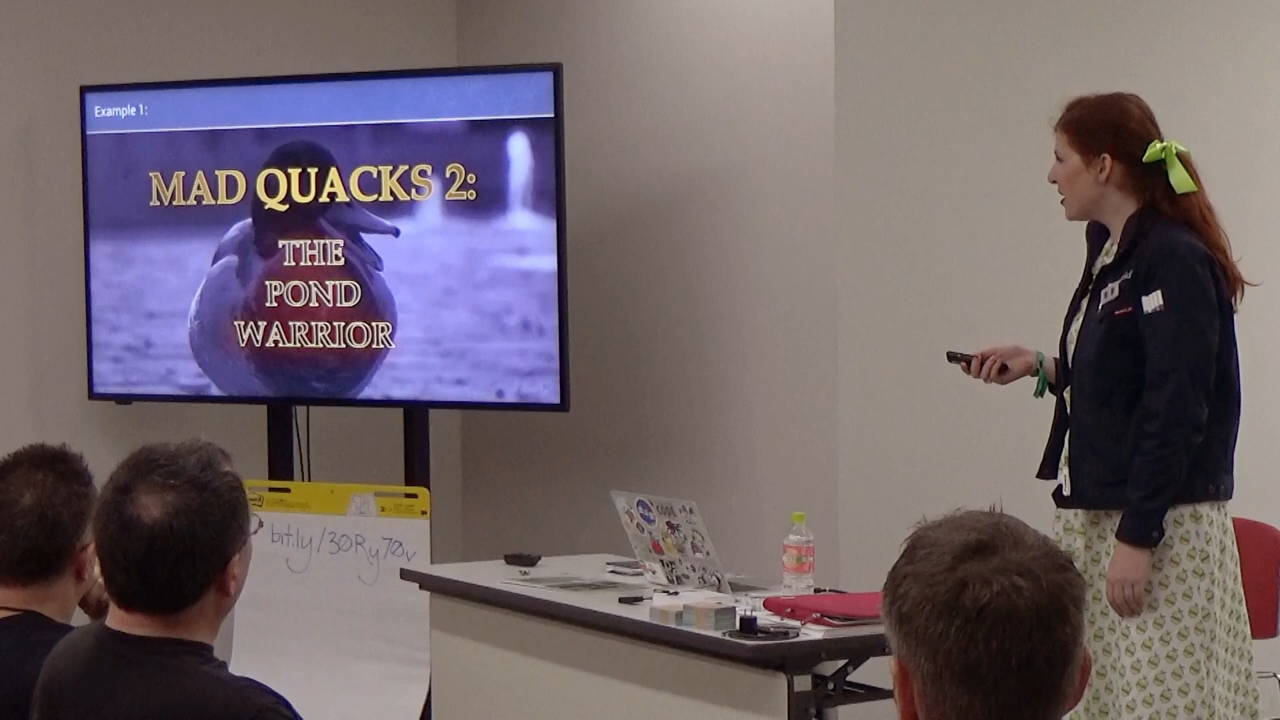 Example 1:
MAD QUACKS 2:
THE
POND
WARRIOR
bit.ly/30Ry70v